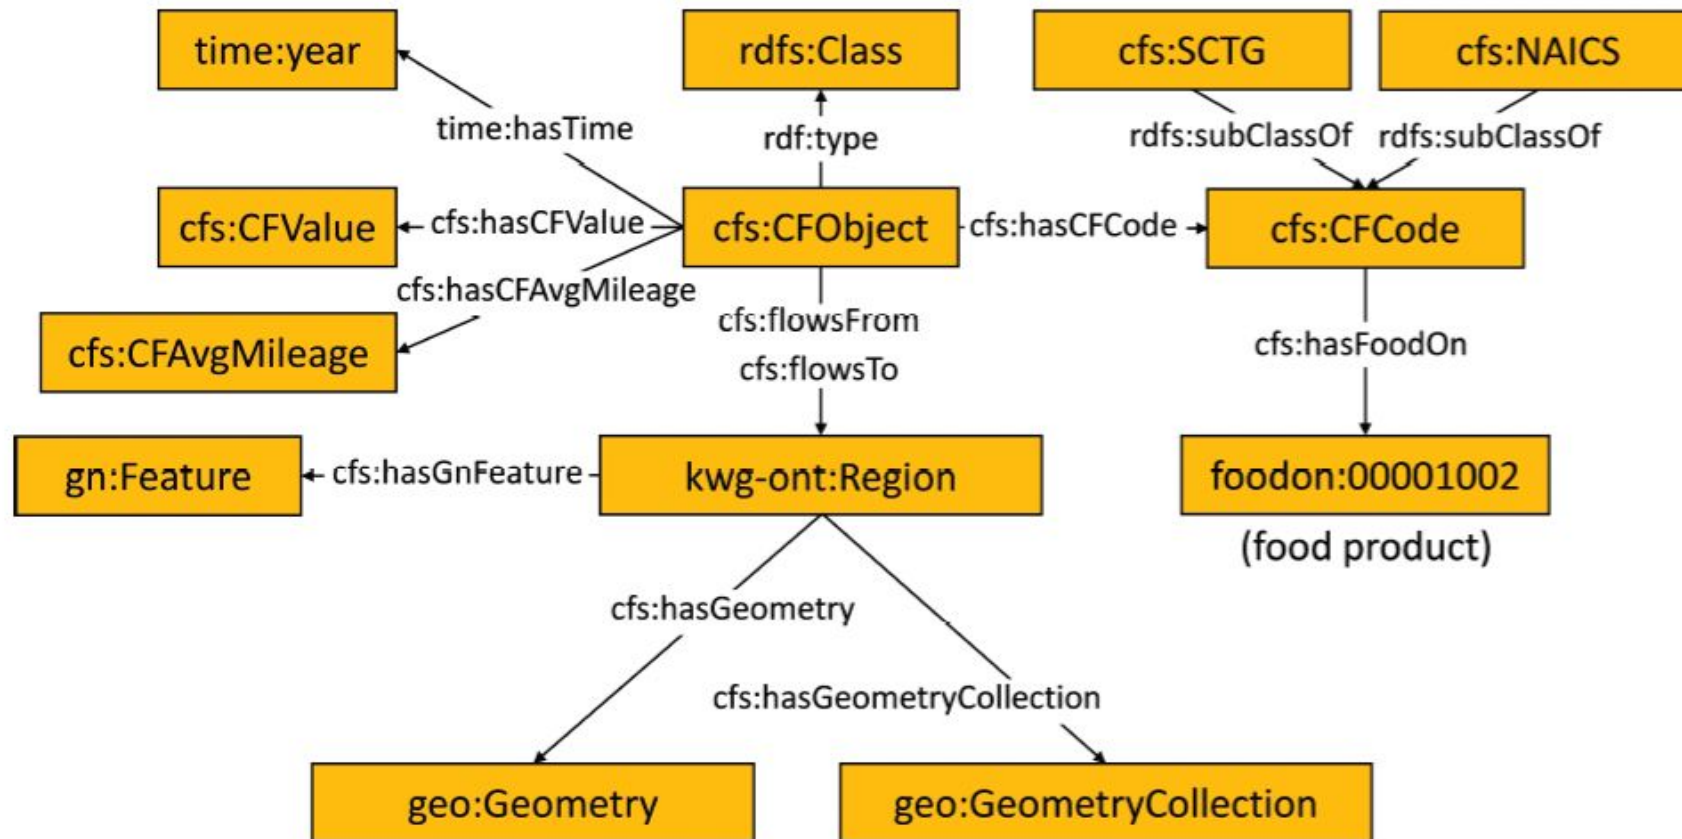 time:year
rdfs:Class
cfs:SCTG
cfs:NAICS
time:hasTime
rdf:type
rdfs:subClassOf
rdfs:subClassOf
cfs:CFValue
cfs:hasCFValue
cfs:CFObject
cfs:hasCFCode
cfs:CFCode
cfs:hasCFAvgMileage
cfs:flowsFrom
cfs:CFAvgMileage
cfs:flowsTo
cfs:hasFoodOn
gn:Feature
cfs:hasGnFeature
kwg-ont:Region
foodon:00001002
(food product)
cfs:hasGeometry
cfs:hasGeometryCollection
geo:Geometry
geo:GeometryCollection